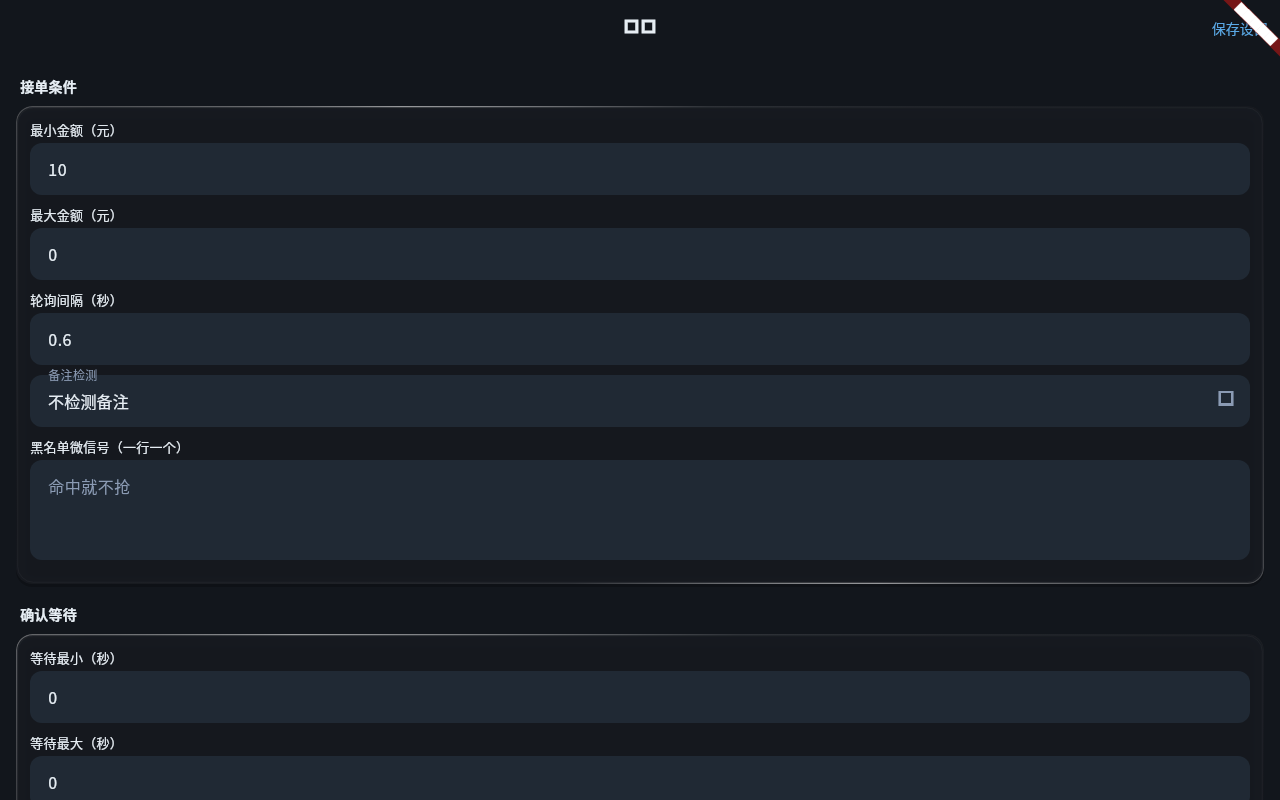 保存设
接单条件
最小金额（元）
10
最大金额（元）
0
轮询间隔（秒）
0.6
备注检测
不检测备注
黑名单微信号（一行一个）
命中就不抢
确认等待
等待最小（秒）
0
等待最大（秒）
0